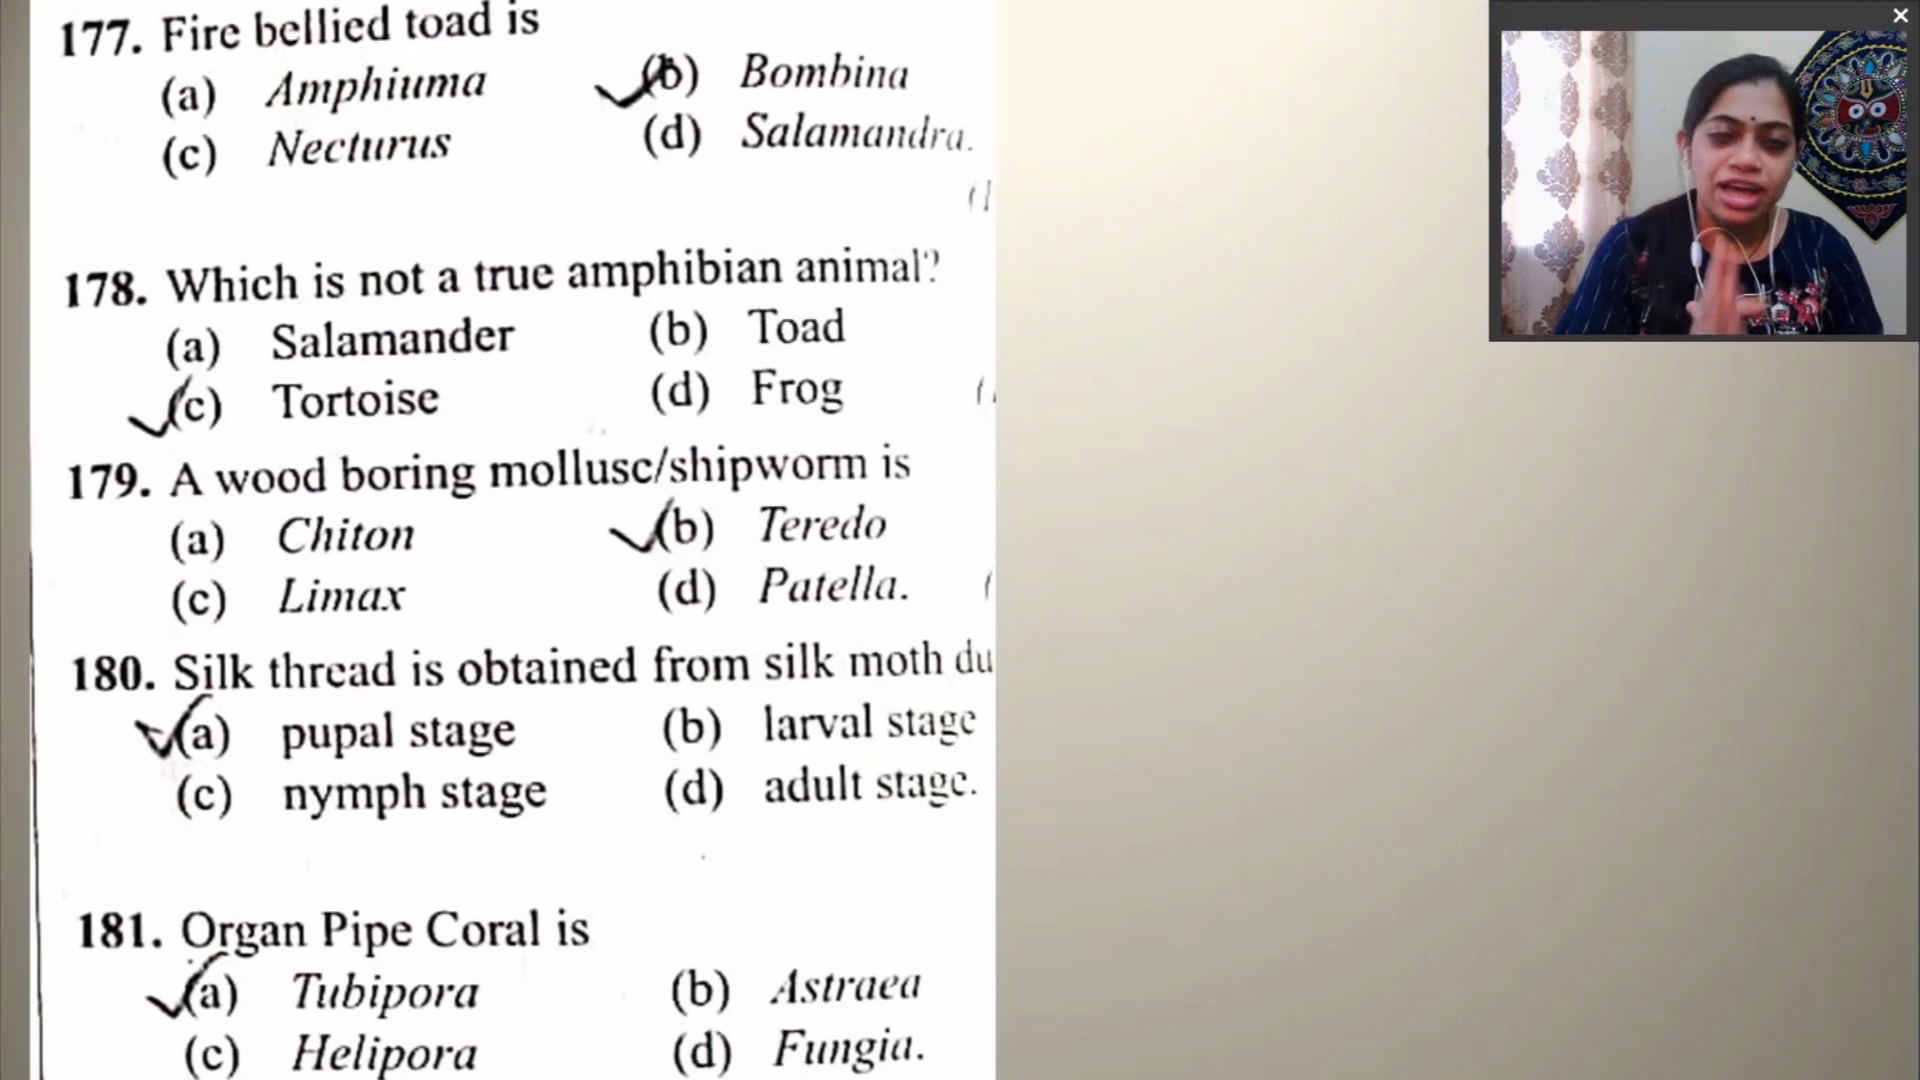 177. Fire bellied toad is
(a) Amphiuma (b) Bombina
(c) Necturus (d) Salamandra.
178. Which is not a true amphibian animal?
(a) Salamander (b) Toad
(c) Tortoise (d) Frog
179. A wood boring mollusc/shipworm is
(a) Chiton (b) Teredo
(c) Limax (d) Patella.
180. Silk thread is obtained from silk moth du
(a) pupal stage (b) larval stage
(c) nymph stage (d) adult stage.
181. Organ Pipe Coral is
(a) Tubipora (b) Astraea
(c) Helipora (d) Fungia.